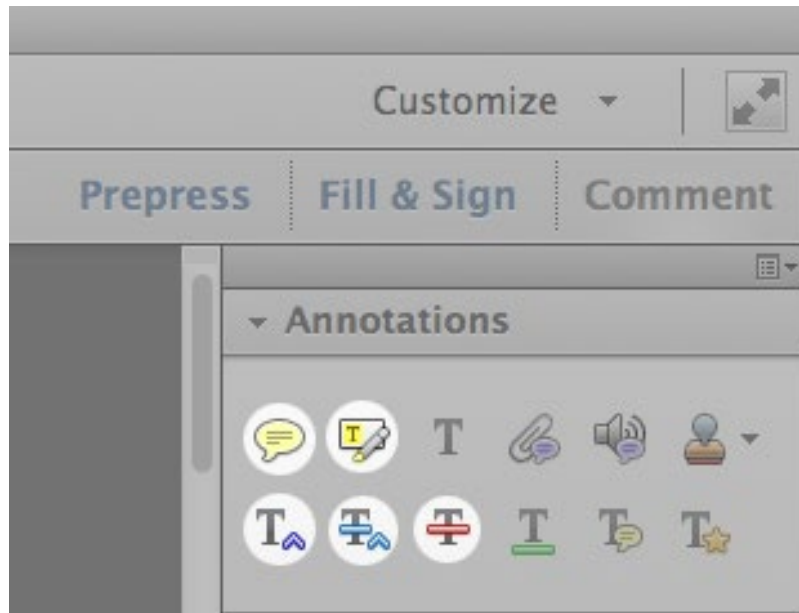 Customize
Prepress Fill & Sign Comment
Annotations
T T
T T T T T T